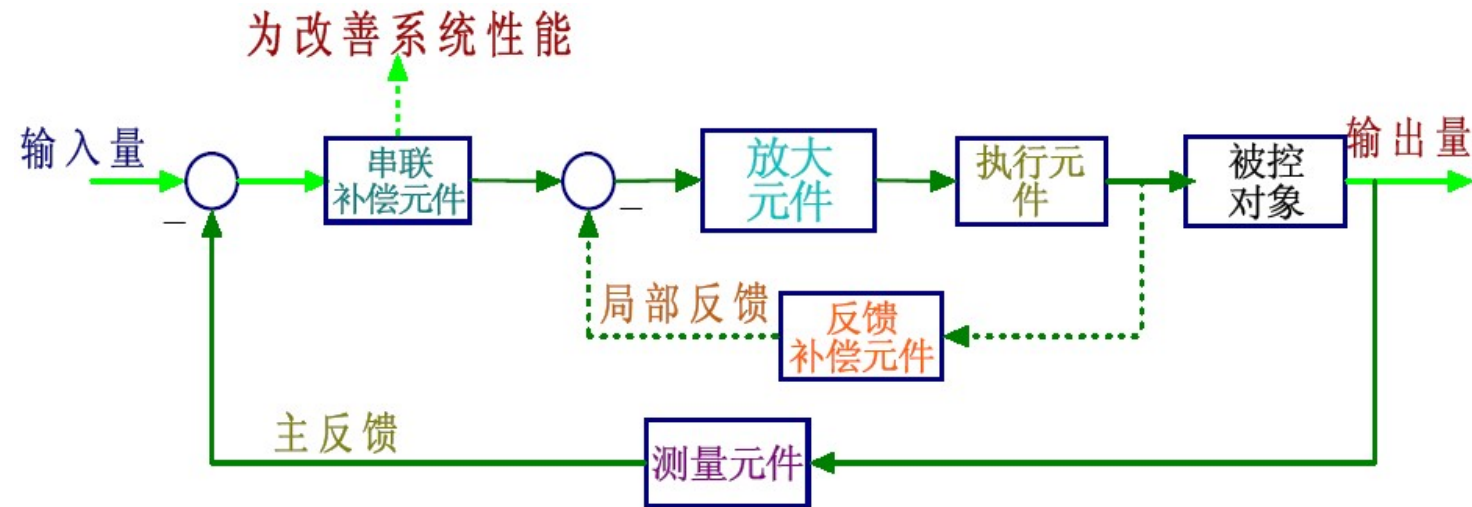 为改善系统性能
输入量
串联
补偿元件
放大
元件
执行元
件
被控
对象
输出量
−
−
局部反馈
反馈
补偿元件
主反馈
测量元件